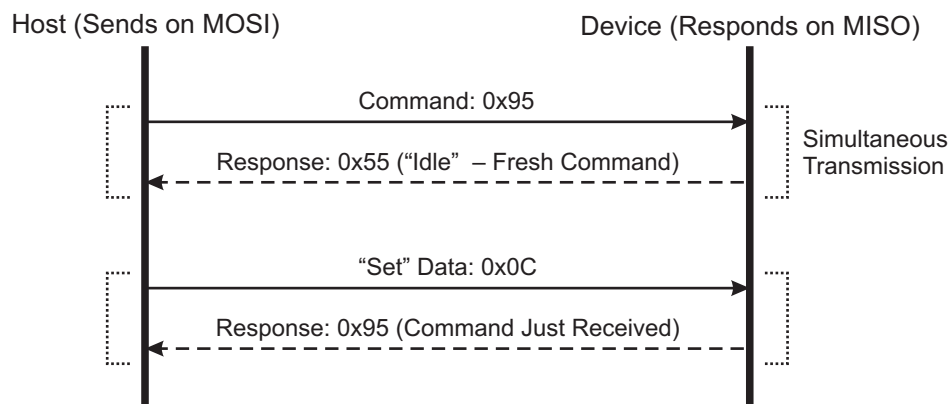 Host (Sends on MOSI)
Device (Responds on MISO)
Command: 0x95
Response: 0x55 (“Idle” – Fresh Command)
Simultaneous
Transmission
“Set” Data: 0x0C
Response: 0x95 (Command Just Received)